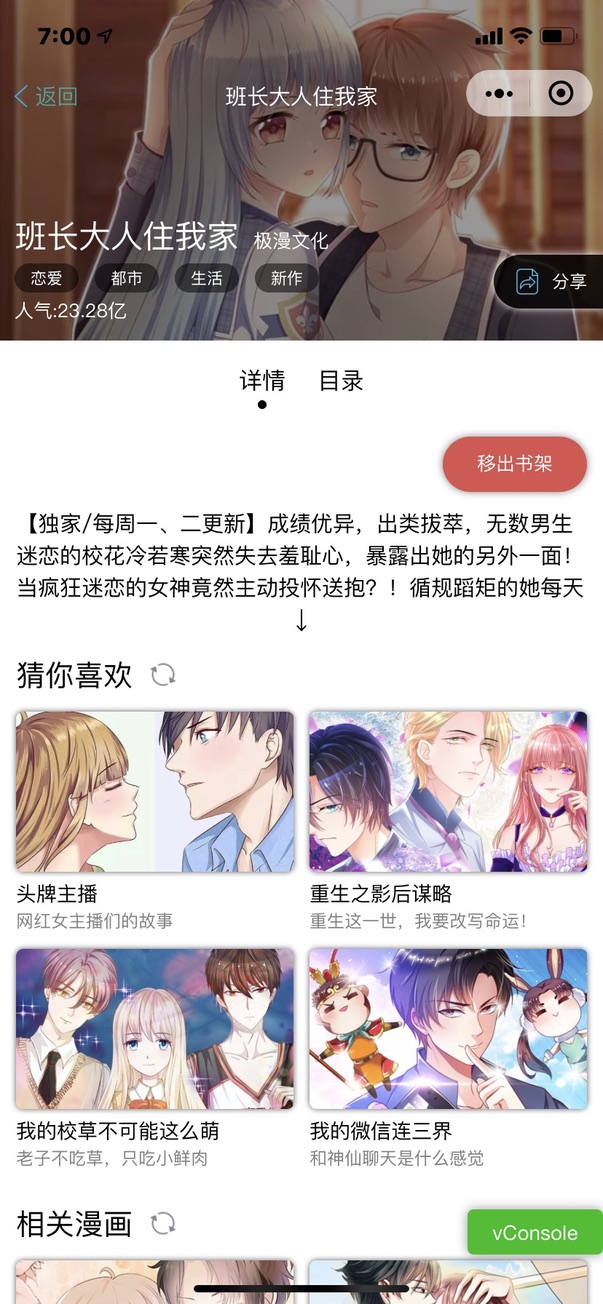 7:00
返回
班长大人住我家
班长大人住我家 极漫文化
恋爱 都市 生活 新作
分享
人气:23.28亿
详情 目录
移出书架
【独家/每周一、二更新】成绩优异，出类拔萃，无数男生
迷恋的校花冷若寒突然失去羞耻心，暴露出她的另外一面！
当疯狂迷恋的女神竟然主动投怀送抱？！循规蹈矩的她每天
↓
猜你喜欢
头牌主播
网红女主播们的故事
重生之影后谋略
重生这一世，我要改写命运！
我的校草不可能这么萌
老子不吃草，只吃小鲜肉
我的微信连三界
和神仙聊天是什么感觉
相关漫画
vConsole